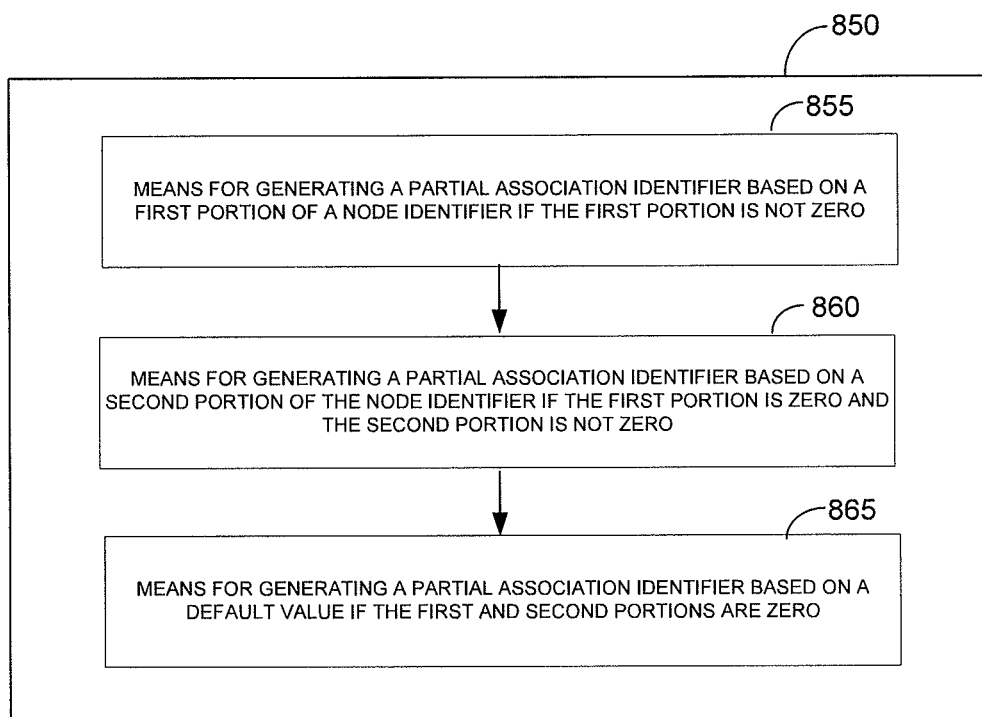 850
855
MEANS FOR GENERATING A PARTIAL ASSOCIATION IDENTIFIER BASED ON A
FIRST PORTION OF A NODE IDENTIFIER IF THE FIRST PORTION IS NOT ZERO
860
MEANS FOR GENERATING A PARTIAL ASSOCIATION IDENTIFIER BASED ON A
SECOND PORTION OF THE NODE IDENTIFIER IF THE FIRST PORTION IS ZERO AND
THE SECOND PORTION IS NOT ZERO
865
MEANS FOR GENERATING A PARTIAL ASSOCIATION IDENTIFIER BASED ON A
DEFAULT VALUE IF THE FIRST AND SECOND PORTIONS ARE ZERO